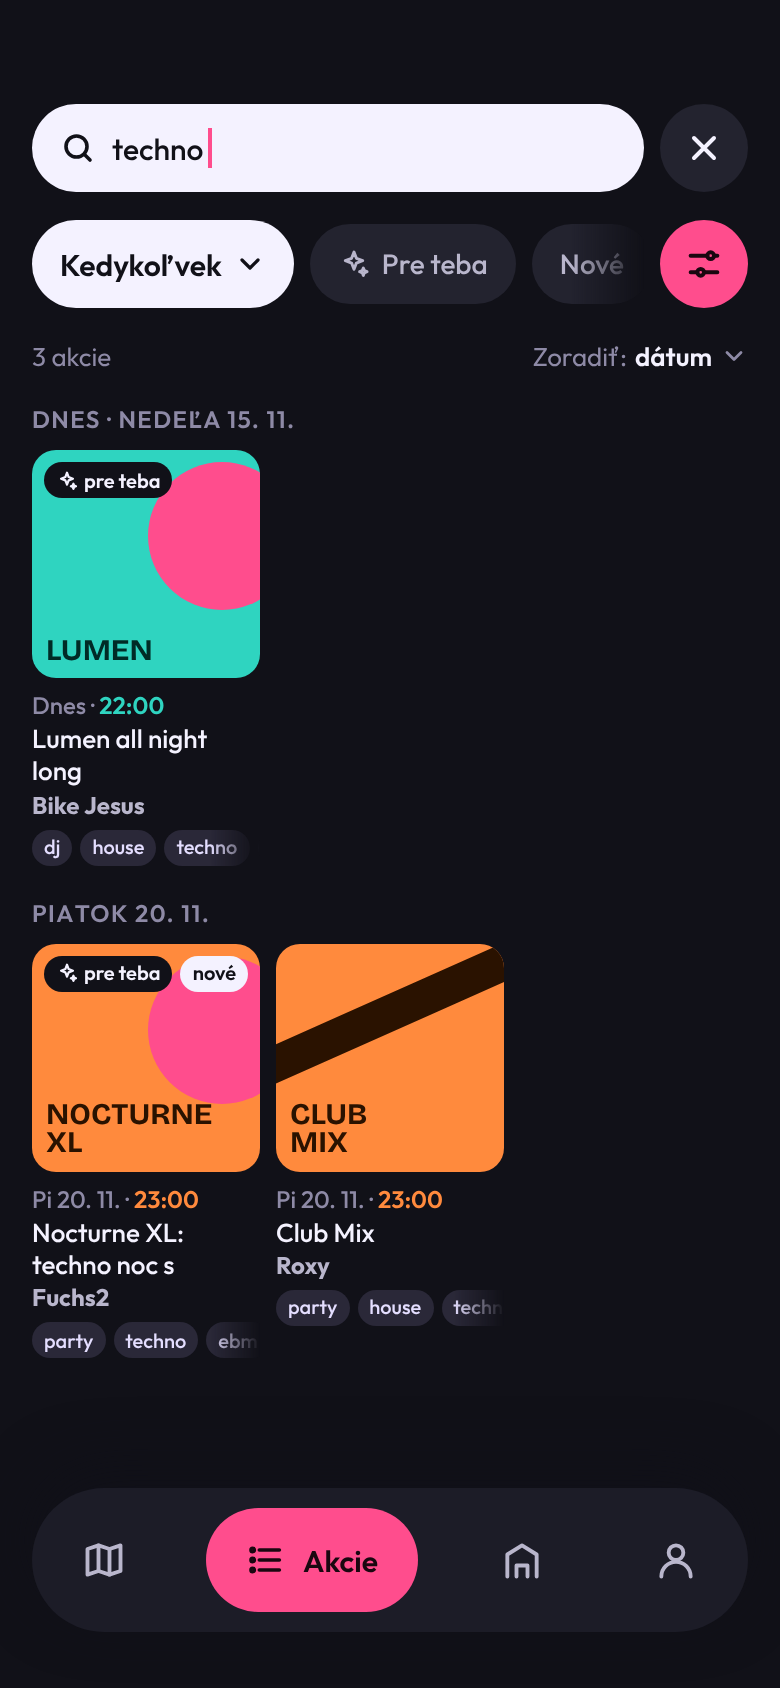 techno
Kedykoľvek
Pre teba
Nové
3 akcie
Zoradiť: dátum
DNES · NEDEĽA 15. 11.
pre teba
LUMEN
Dnes · 22:00
Lumen all night
long
Bike Jesus
dj house techno
PIATOK 20. 11.
pre teba nové
NOCTURNE
XL
CLUB
MIX
Pi 20. 11. · 23:00
Nocturne XL:
techno noc s
Fuchs2
party techno ebm
Pi 20. 11. · 23:00
Club Mix
Roxy
party house techn
Akcie